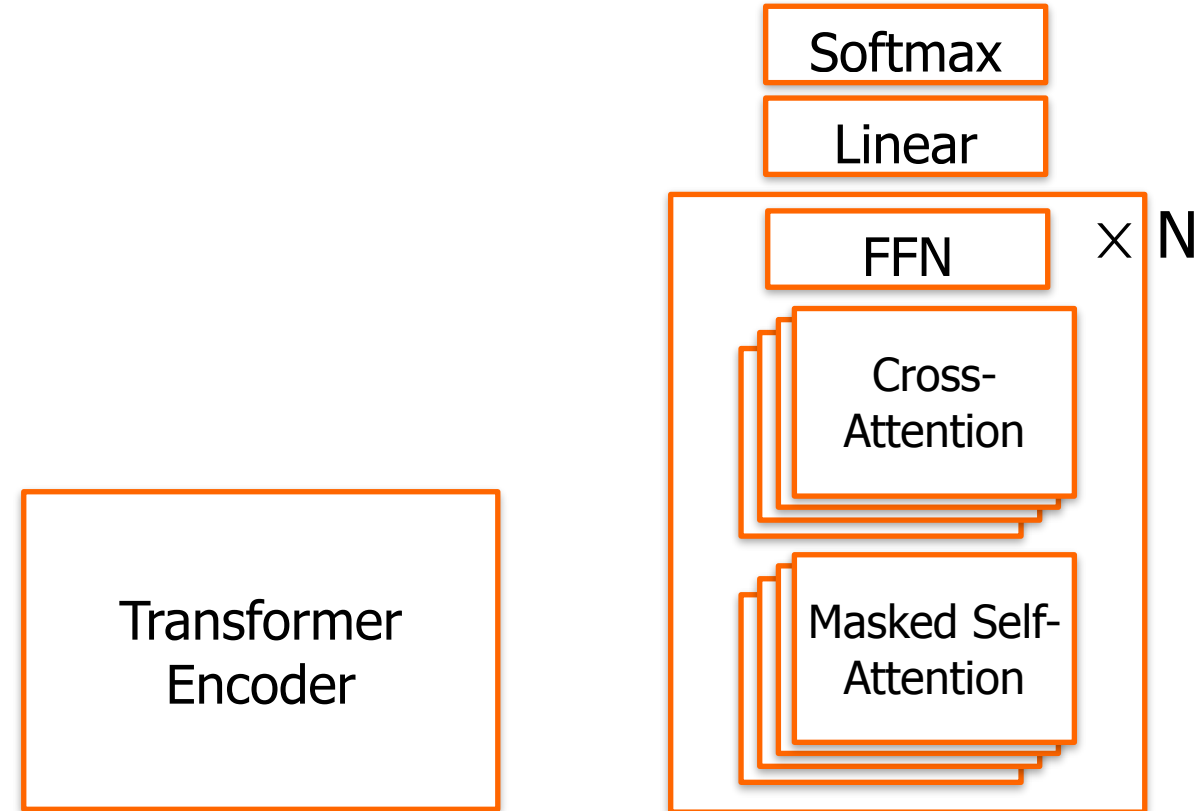 Softmax
Linear
FFN
× N
Cross-
Attention
Transformer
Encoder
Masked Self-
Attention